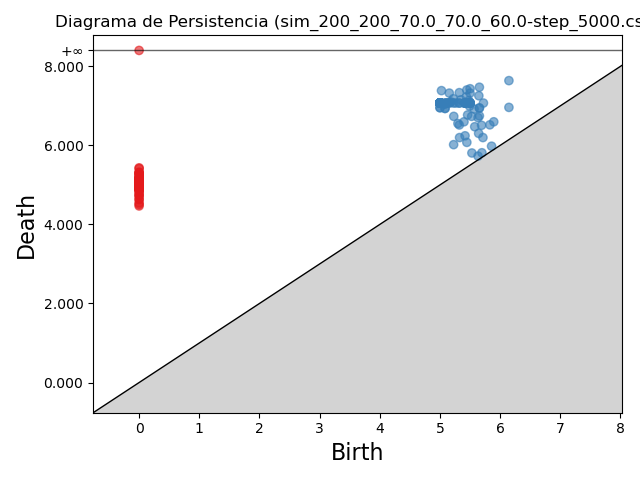 Diagrama de Persistencia (sim_200_200_70.0_70.0_60.0-step_5000.cs
+∞
8.000
6.000
4.000
2.000
0.000
Death
0 1 2 3 4 5 6 7 8
Birth